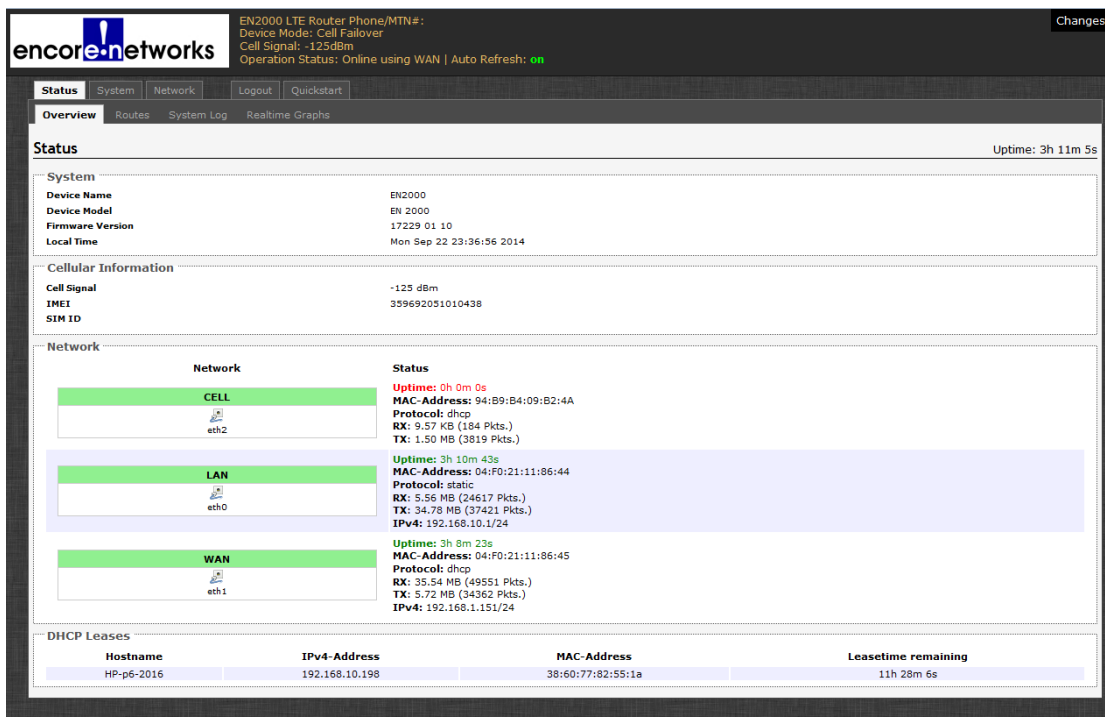 encore!networks
EN2000 LTE Router Phone/MTN#:
Device Mode: Cell Failover
Cell Signal: -125dBm
Operation Status: Online using WAN | Auto Refresh: on
Changes
Status System Network Logout Quickstart
Overview Routes System Log Realtime Graphs
Status Uptime: 3h 11m 5s
System
Device Name EN2000
Device Model EN 2000
Firmware Version 17229 01 10
Local Time Mon Sep 22 23:36:56 2014
Cellular Information
Cell Signal -125 dBm
IMEI 359692051010438
SIM ID
Network
Network Status
CELL
eth2
Uptime: 0h 0m 0s
MAC-Address: 94:B9:B4:09:B2:4A
Protocol: dhcp
RX: 9.57 KB (184 Pkts.)
TX: 1.50 MB (3819 Pkts.)
LAN
eth0
Uptime: 3h 10m 43s
MAC-Address: 04:F0:21:11:86:44
Protocol: static
RX: 5.56 MB (24617 Pkts.)
TX: 34.78 MB (37421 Pkts.)
IPv4: 192.168.10.1/24
WAN
eth1
Uptime: 3h 8m 23s
MAC-Address: 04:F0:21:11:86:45
Protocol: dhcp
RX: 35.54 MB (49551 Pkts.)
TX: 5.72 MB (34362 Pkts.)
IPv4: 192.168.1.151/24
DHCP Leases
Hostname IPv4-Address MAC-Address Leasetime remaining
HP-p6-2016 192.168.10.198 38:60:77:82:55:1a 11h 28m 6s